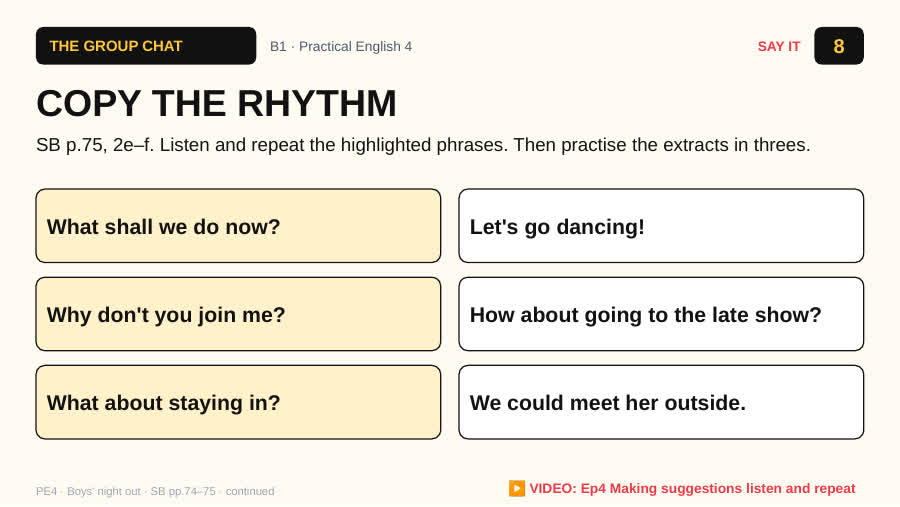 THE GROUP CHAT
B1 · Practical English 4
SAY IT
8
COPY THE RHYTHM
SB p.75, 2e–f. Listen and repeat the highlighted phrases. Then practise the extracts in threes.
What shall we do now?
Let's go dancing!
Why don't you join me?
How about going to the late show?
What about staying in?
We could meet her outside.
PE4 · Boys' night out · SB pp.74–75 · continued
▶️ VIDEO: Ep4 Making suggestions listen and repeat